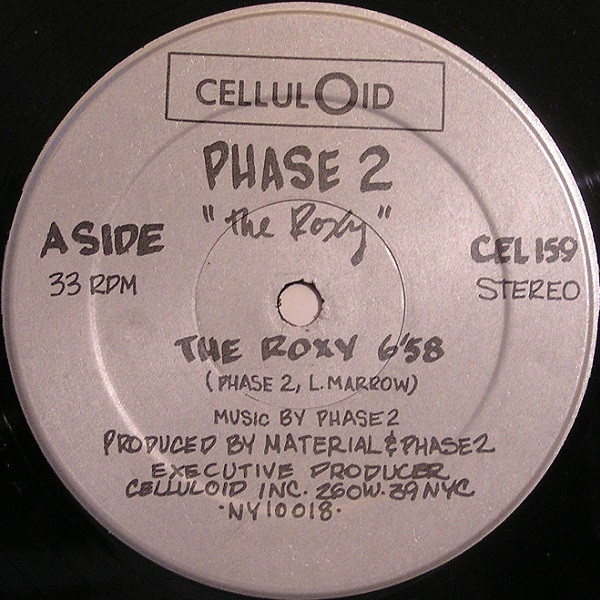 CELLULOID
PHASE 2
"the Roxy"
A SIDE
CEL 159
33 RPM
STEREO
THE ROXY 6'58
(PHASE 2, L. MARROW)
MUSIC BY PHASE2
PRODUCED BY MATERIAL & PHASE2
EXECUTIVE PRODUCER
CELLULOID INC. 260W. 39 NYC
·NY10018·